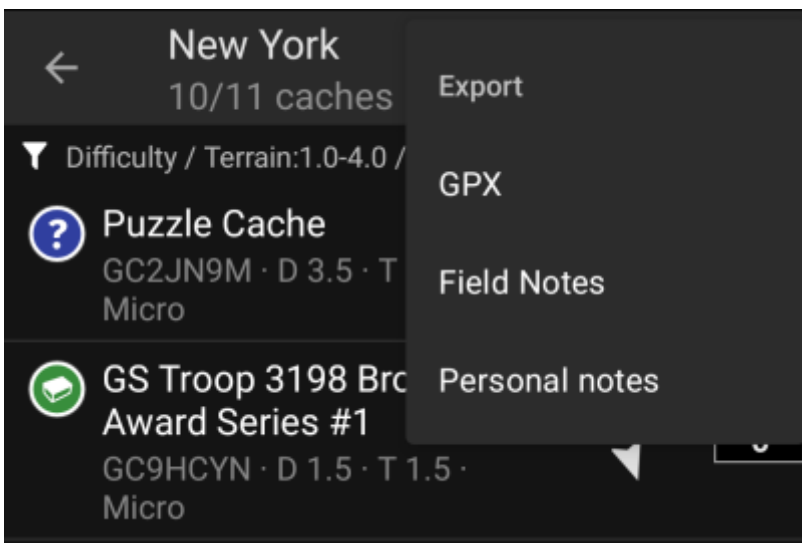 New York
10/11 caches
Difficulty / Terrain:1.0-4.0 /
Puzzle Cache
GC2JN9M · D 3.5 · T
Micro
GS Troop 3198
Award Series #1
GC9HCYN · D 1.5 · T 1.5 ·
Micro
Export
GPX
Field Notes
Personal notes